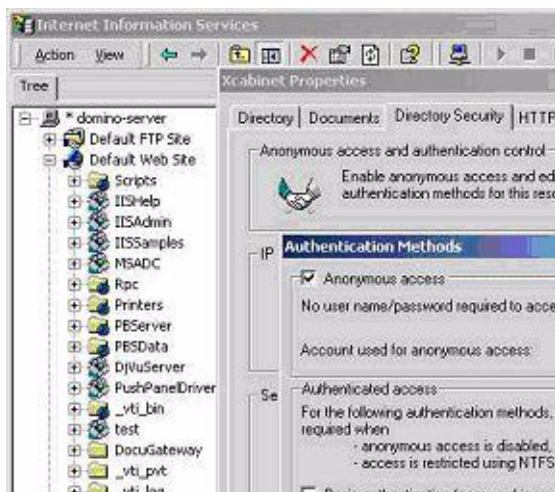 Internet Information Services
Action View
Tree
Xcabinet Properties
* domino-server
Default FTP Site
Default Web Site
Scripts
IISHelp
IISAdmin
IISSamples
MSADC
Rpc
Printers
PBServer
PBSData
DjVuServer
PushPanelDriver
_vti_bin
test
DocuGateway
_vti_pvt
_vti_log
Directory Documents Directory Security HTTP
Anonymous access and authentication control
Enable anonymous access and ed
authentication methods for this res
IP
Authentication Methods
Anonymous access
No user name/password required to acce
Account used for anonymous access:
Se
Authenticated access
For the following authentication methods,
required when
- anonymous access is disabled,
- access is restricted using NTFS